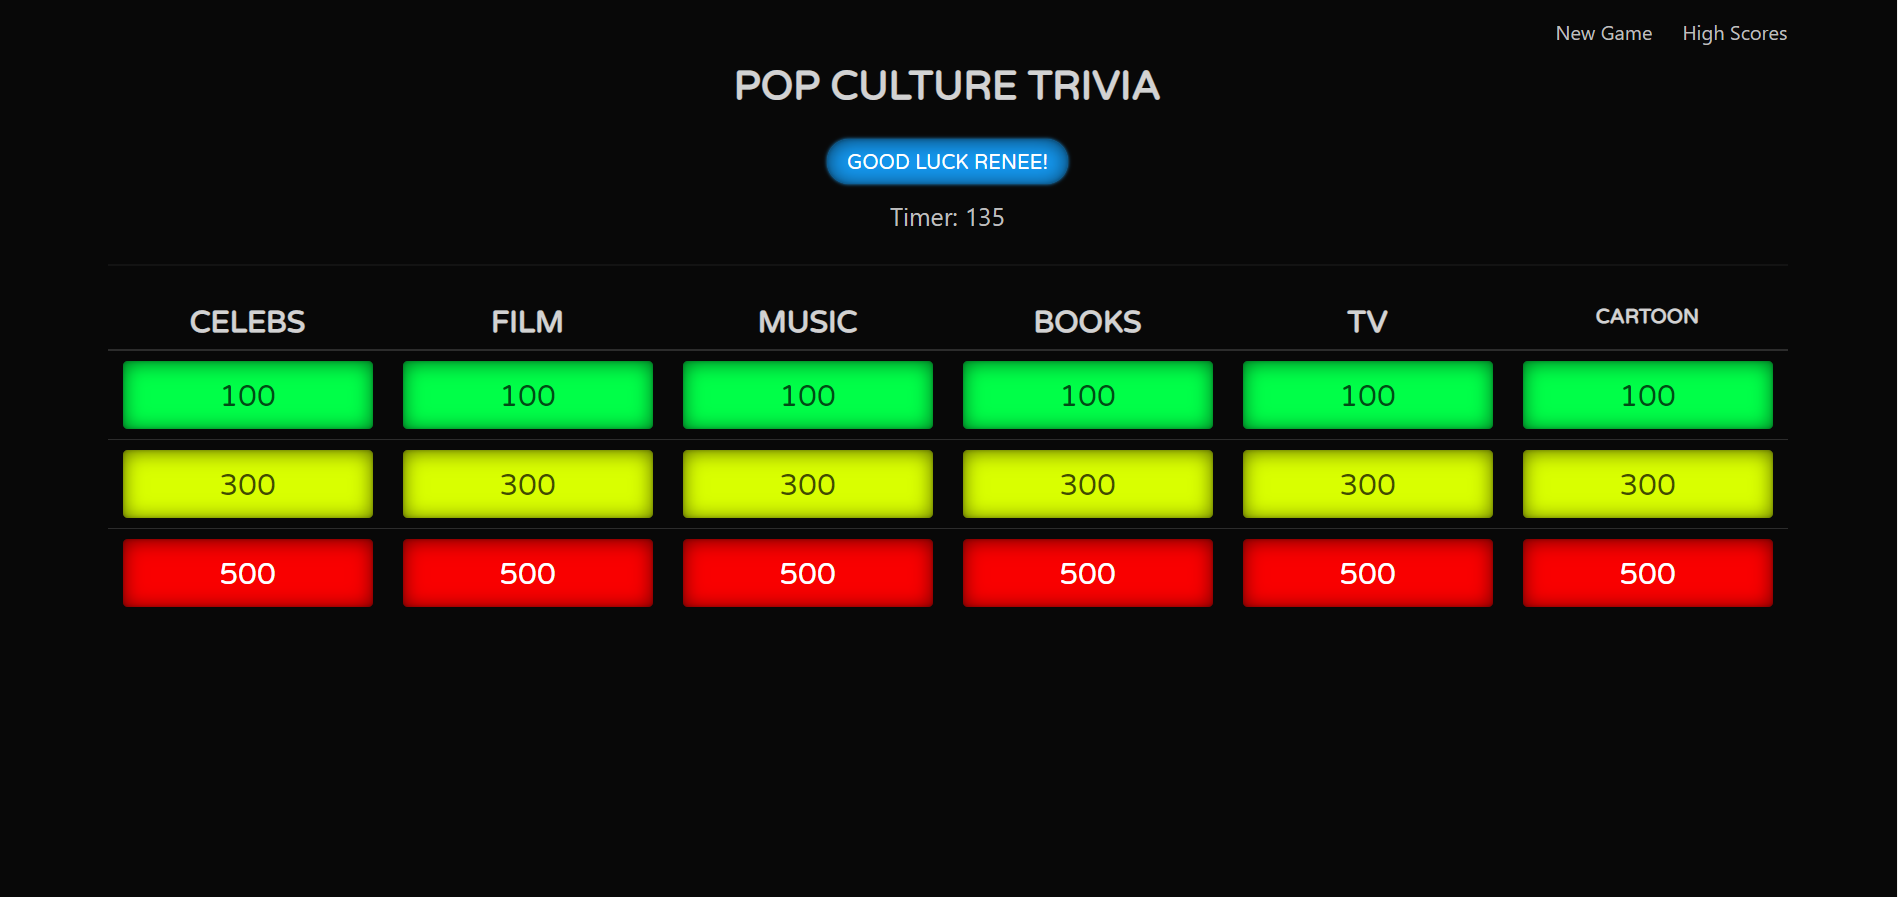 New Game High Scores
POP CULTURE TRIVIA
GOOD LUCK RENEE!
Timer: 135
CELEBS FILM MUSIC BOOKS TV CARTOON
100 100 100 100 100 100
300 300 300 300 300 300
500 500 500 500 500 500